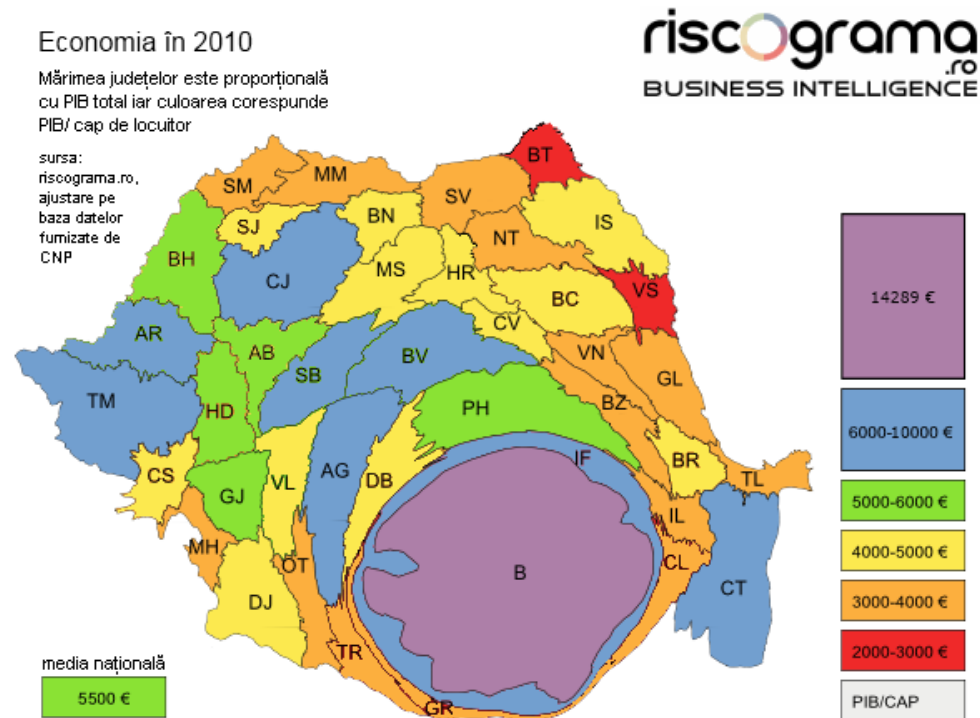 Economia în 2010
riscograma
.ro
BUSINESS INTELLIGENCE
Mărimea județelor este proporțională
cu PIB total iar culoarea corespunde
PIB/ cap de locuitor
sursa:
riscograma.ro,
ajustare pe
baza datelor
furnizate de
CNP
BT
SM
MM
SV
SJ
BN
IS
NT
BH
CJ
MS
HR
VS
BC
AR
CV
AB
BV
VN
SB
GL
TM
HD
PH
BZ
IF
CS
VL
AG
DB
BR
TL
GJ
IL
MH
OT
CL
B
CT
DJ
TR
GR
14289 €
6000-10000 €
5000-6000 €
4000-5000 €
3000-4000 €
2000-3000 €
PIB/CAP
media națională
5500 €